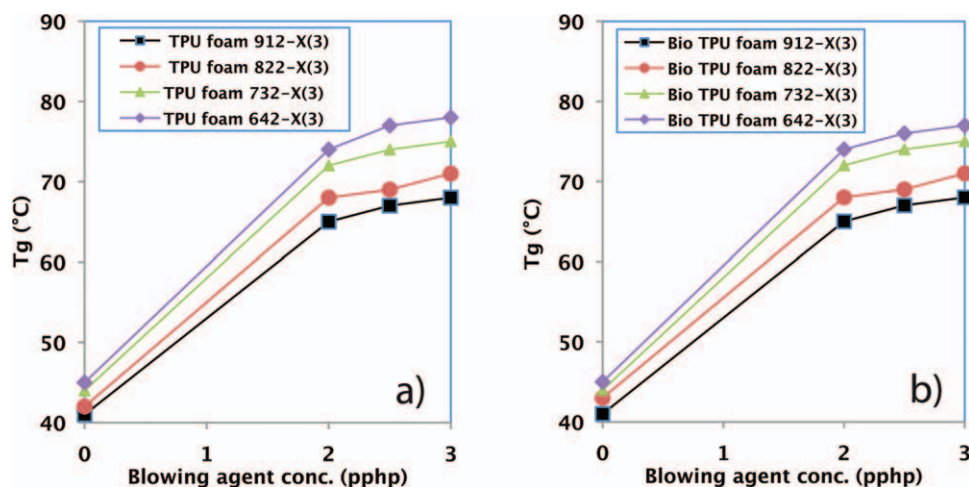 90
80
70
60
50
40
Tg (°C)
TPU foam 912-X(3)
TPU foam 822-X(3)
TPU foam 732-X(3)
TPU foam 642-X(3)
a)
0 1 2 3
Blowing agent conc. (pphp)
90
80
70
60
50
40
Tg (°C)
Bio TPU foam 912-X(3)
Bio TPU foam 822-X(3)
Bio TPU foam 732-X(3)
Bio TPU foam 642-X(3)
b)
0 1 2 3
Blowing agent conc. (pphp)